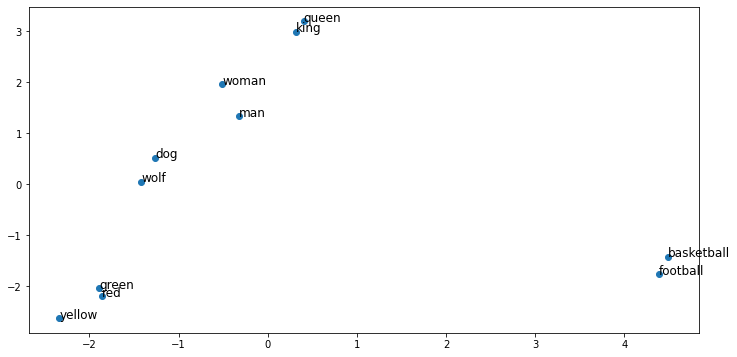 queen
3
king
2
woman
man
1
dog
wolf
0
−1
basketball
football
−2
green
red
yellow
−2 −1 0 1 2 3 4